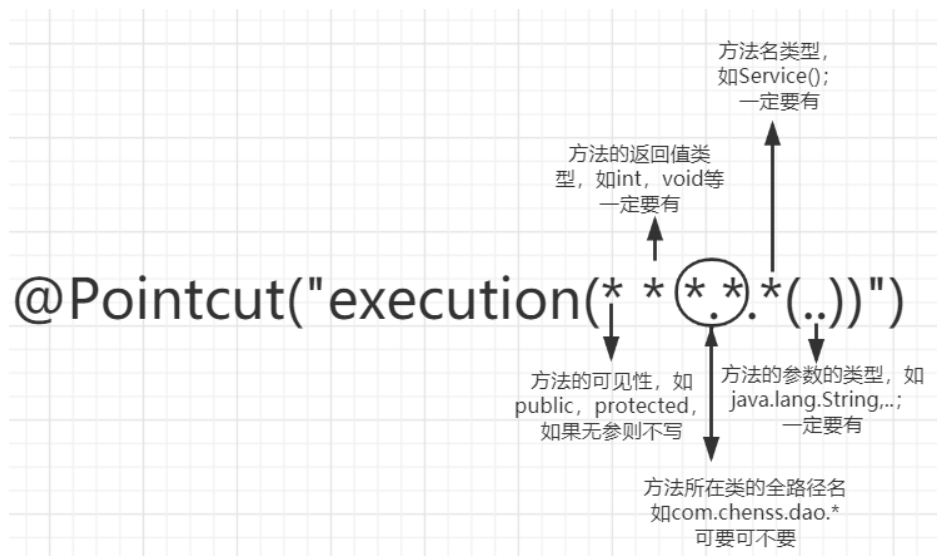 方法名类型，
如Service()；
一定要有
方法的返回值类
型，如int，void等
一定要有
@Pointcut("execution(* * *.*.*(..))")
方法的可见性，如
public，protected，
如果无参则不写
方法的参数的类型，如
java.lang.String,..;
一定要有
方法所在类的全路径名
如com.chenss.dao.*
可要可不要